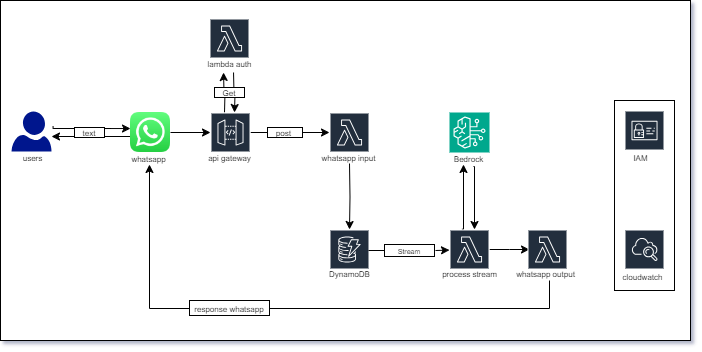 lambda auth
Get
users
text
whatsapp
api gateway
post
whatsapp input
Bedrock
IAM
DynamoDB
Stream
process stream
whatsapp output
cloudwatch
response whatsapp